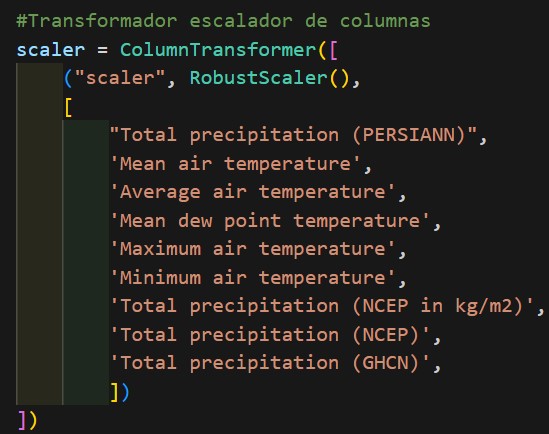 #Transformador escalador de columnas
scaler = ColumnTransformer([
    ("scaler", RobustScaler(),
    [
        "Total precipitation (PERSIANN)",
        'Mean air temperature',
        'Average air temperature',
        'Mean dew point temperature',
        'Maximum air temperature',
        'Minimum air temperature',
        'Total precipitation (NCEP in kg/m2)',
        'Total precipitation (NCEP)',
        'Total precipitation (GHCN)',
        ])
])